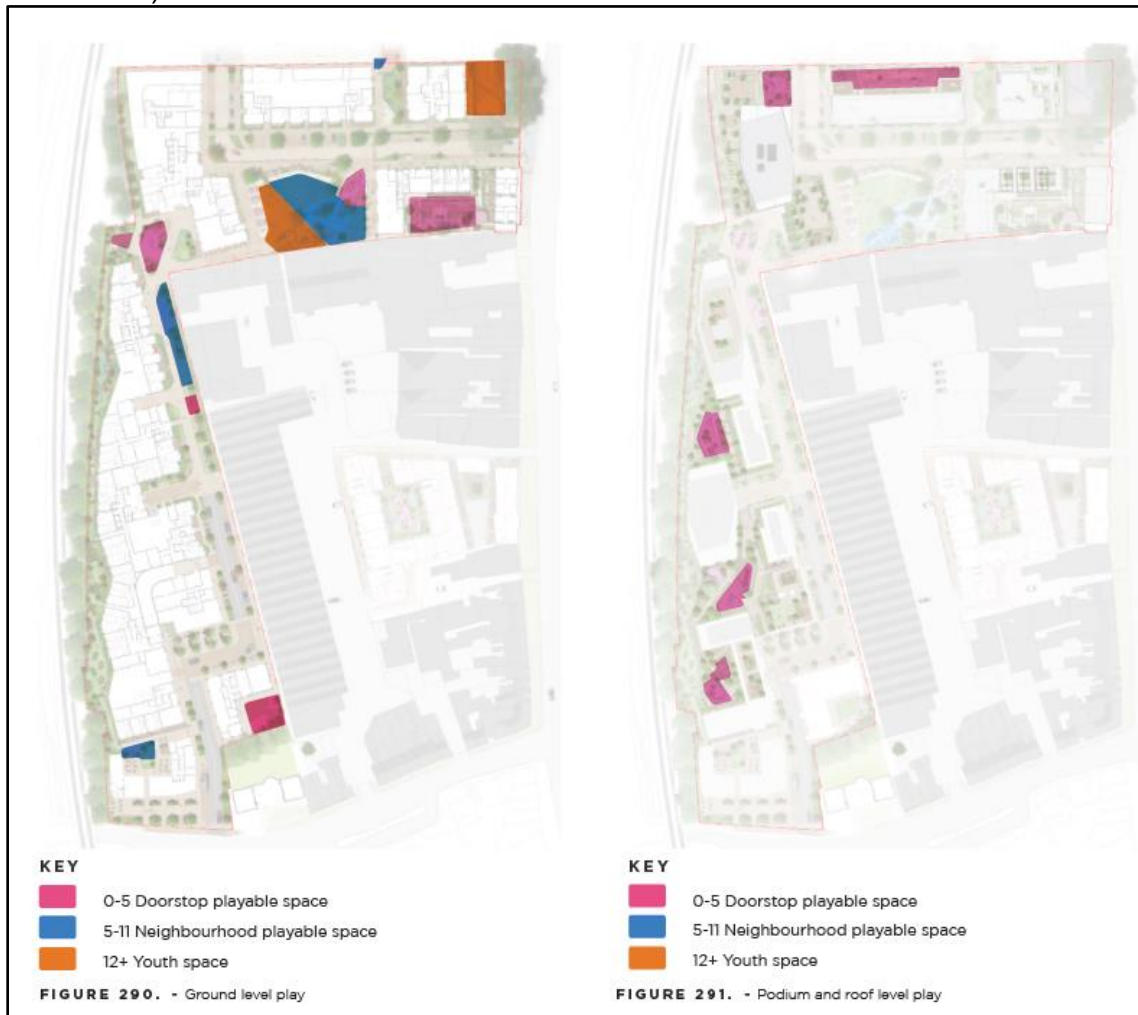 KEY
0-5 Doorstop playable space
5-11 Neighbourhood playable space
12+ Youth space
FIGURE 290. - Ground level play
KEY
0-5 Doorstop playable space
5-11 Neighbourhood playable space
12+ Youth space
FIGURE 291. - Podium and roof level play